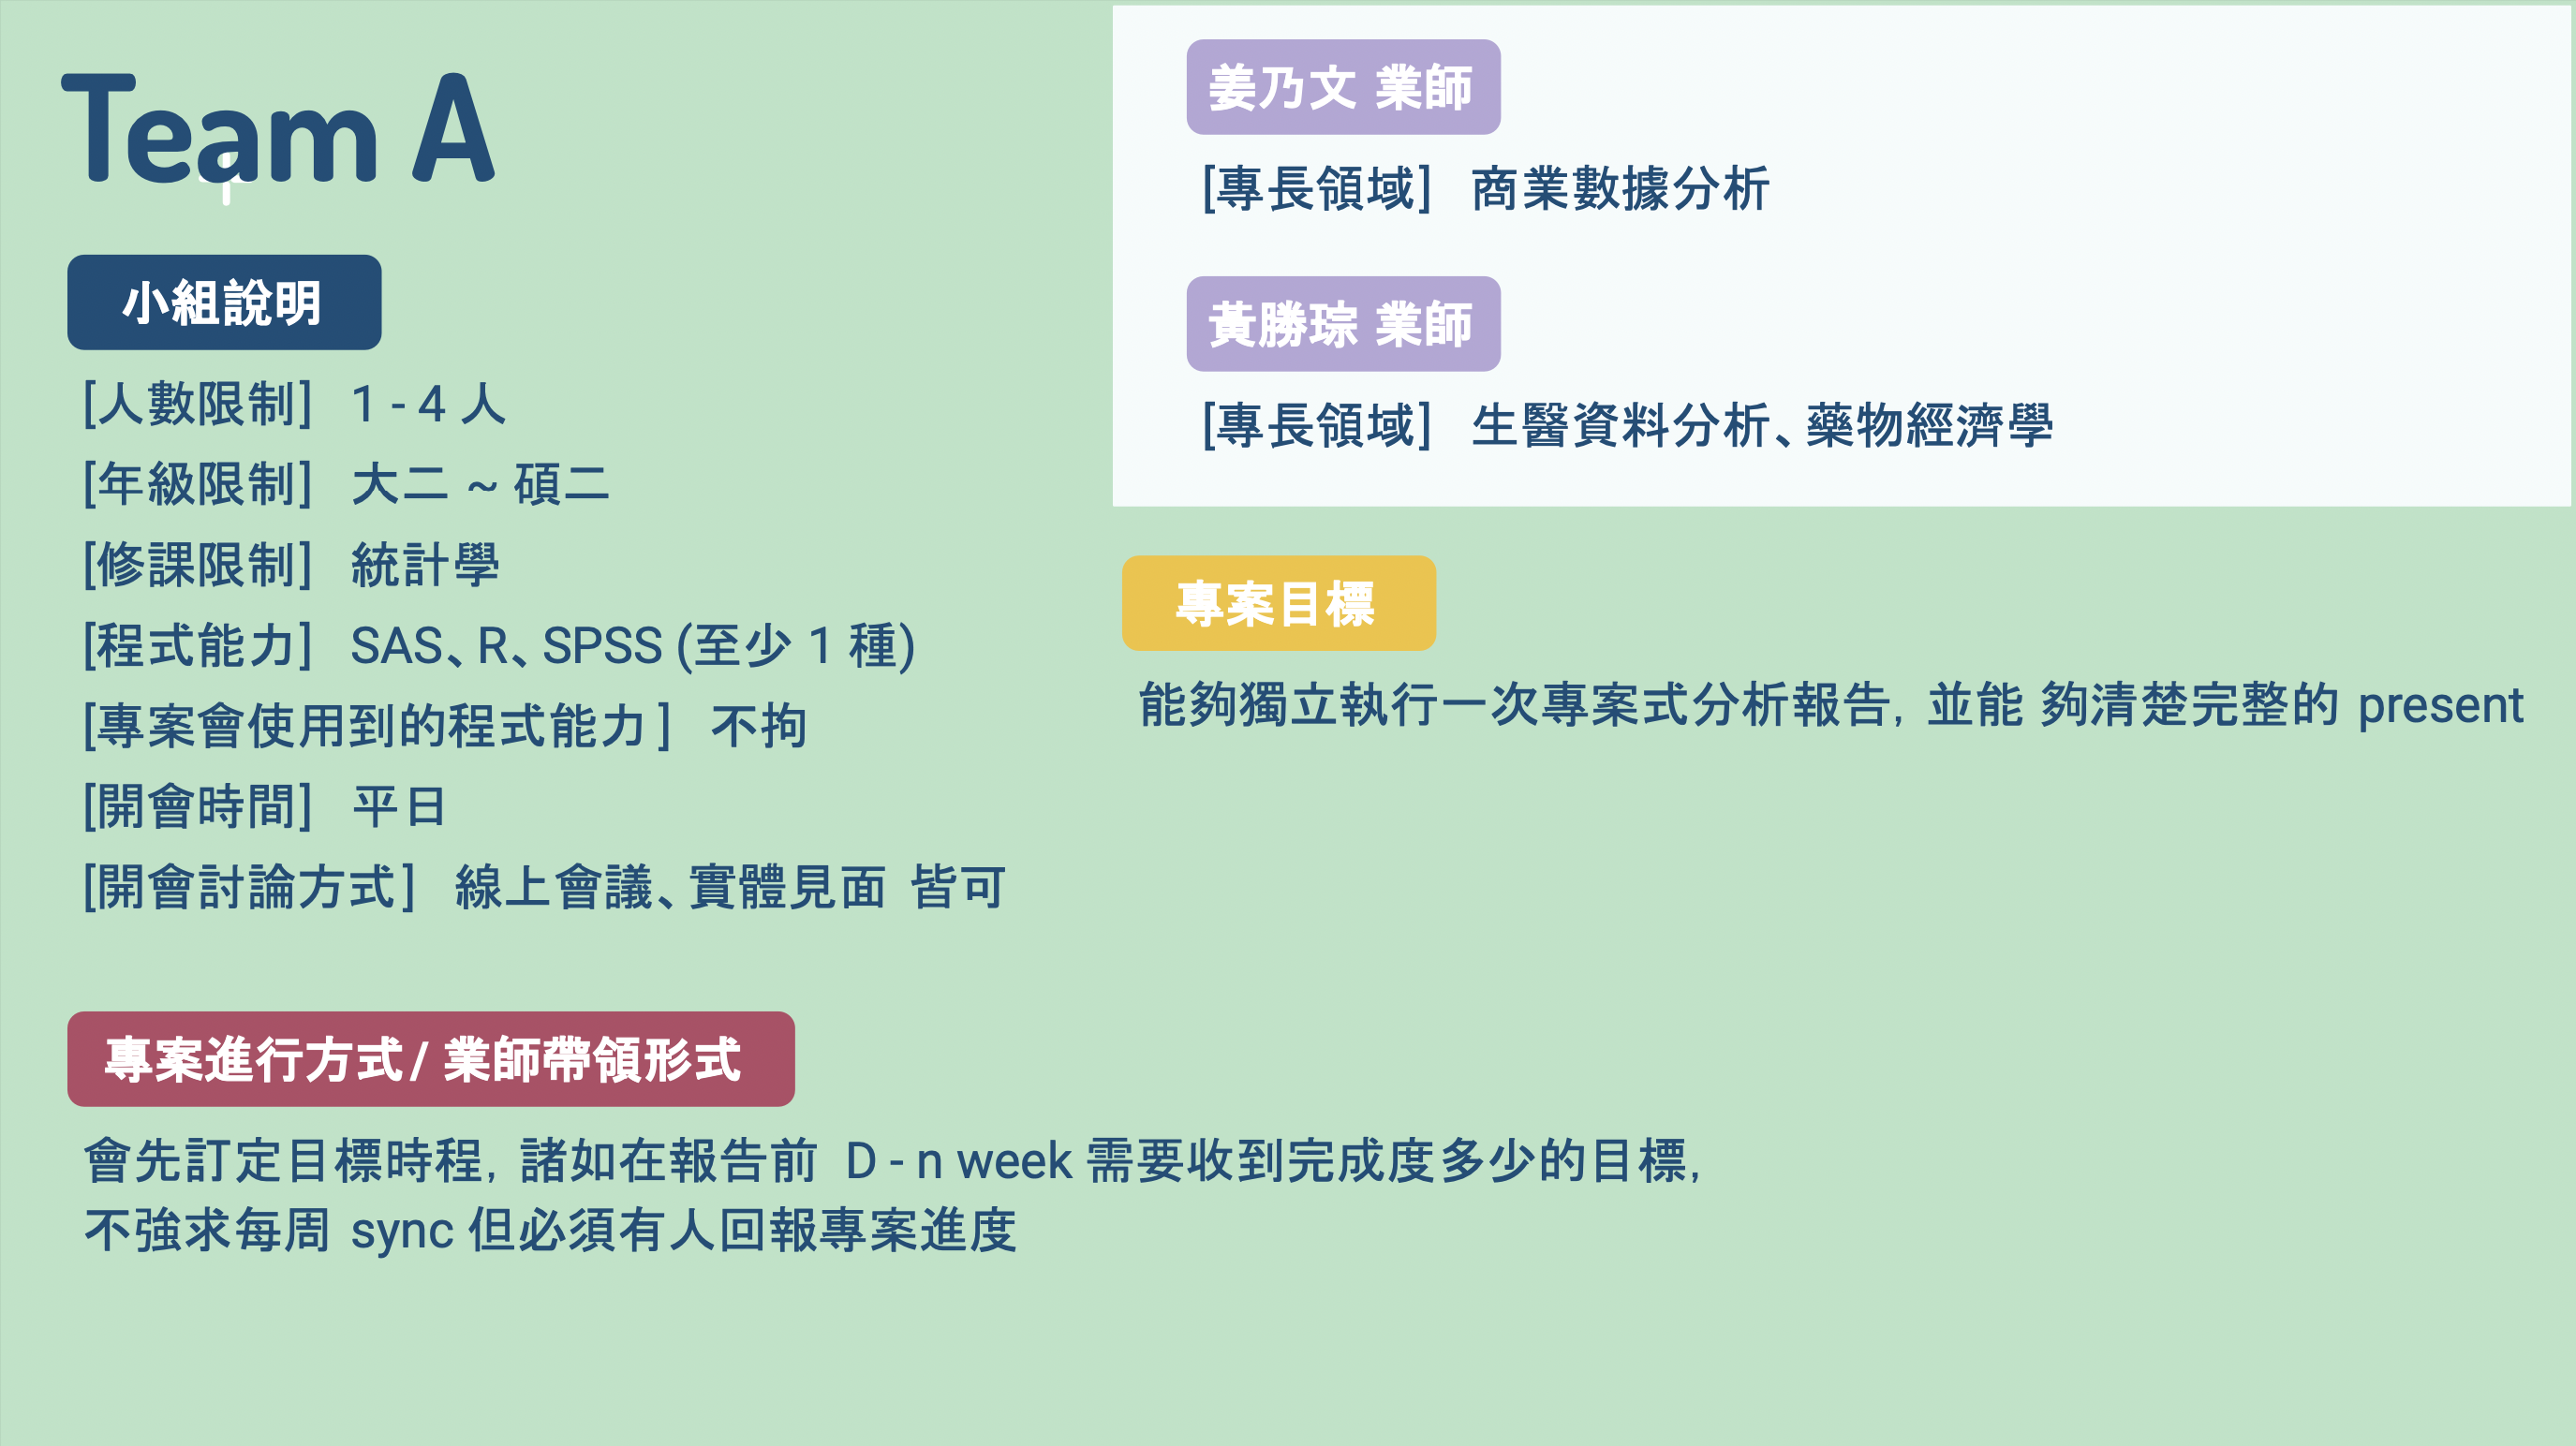 Team A
小組說明
[人數限制] 1 - 4 人
[年級限制] 大二 ~ 碩二
[修課限制] 統計學
[程式能力] SAS、R、SPSS (至少 1 種)
[專案會使用到的程式能力] 不拘
[開會時間] 平日
[開會討論方式] 線上會議、實體見面 皆可
姜乃文 業師
[專長領域] 商業數據分析
黃勝琮 業師
[專長領域] 生醫資料分析、藥物經濟學
專案目標
能夠獨立執行一次專案式分析報告, 並能 夠清楚完整的 present
專案進行方式 / 業師帶領形式
會先訂定目標時程, 諸如在報告前 D - n week 需要收到完成度多少的目標,
不強求每周 sync 但必須有人回報專案進度